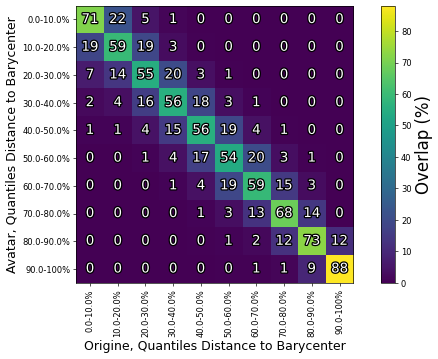 0.0-10.0% 71 22 5 1 0 0 0 0 0 0
10.0-20.0% 19 59 19 3 0 0 0 0 0 0
20.0-30.0% 7 14 55 20 3 1 0 0 0 0
30.0-40.0% 2 4 16 56 18 3 1 0 0 0
40.0-50.0% 1 1 4 15 56 19 4 1 0 0
50.0-60.0% 0 0 1 4 17 54 20 3 1 0
60.0-70.0% 0 0 0 1 4 19 59 15 3 0
70.0-80.0% 0 0 0 0 1 3 13 68 14 0
80.0-90.0% 0 0 0 0 0 1 2 12 73 12
90.0-100% 0 0 0 0 0 0 1 1 9 88
Avatar, Quantiles Distance to Barycenter
0.0-10.0% 10.0-20.0% 20.0-30.0% 30.0-40.0% 40.0-50.0% 50.0-60.0% 60.0-70.0% 70.0-80.0% 80.0-90.0% 90.0-100%
Origine, Quantiles Distance to Barycenter
80
70
60
50
40
30
20
10
0
Overlap (%)